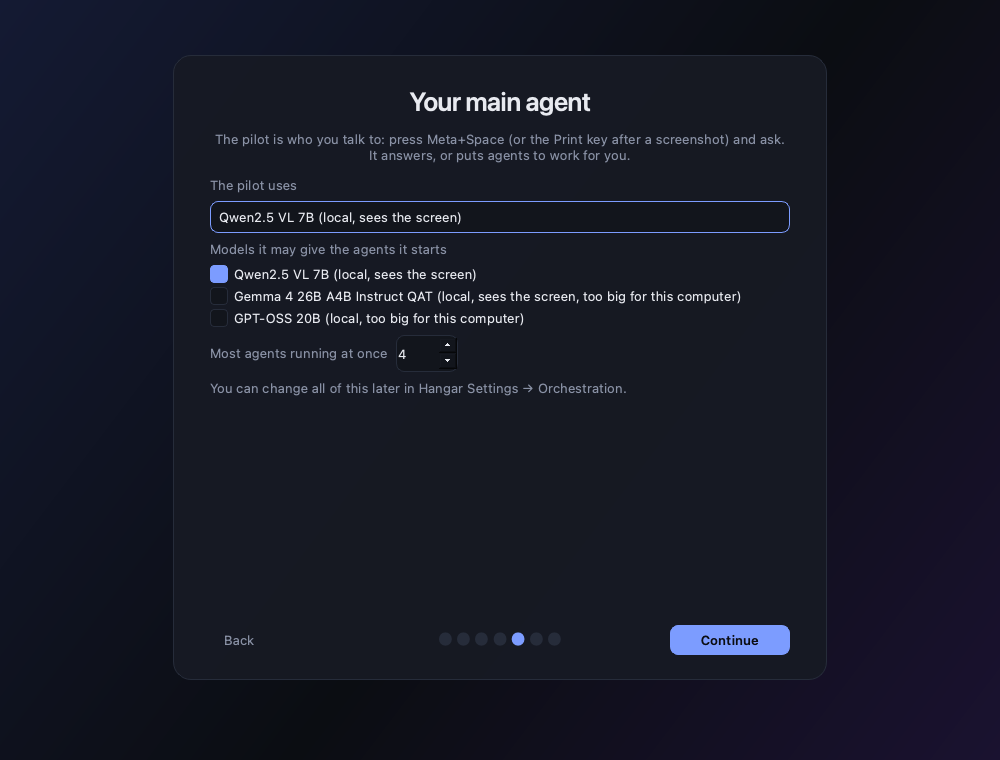 Your main agent
The pilot is who you talk to: press Meta+Space (or the Print key after a screenshot) and ask.
It answers, or puts agents to work for you.
The pilot uses
Qwen2.5 VL 7B (local, sees the screen)
Models it may give the agents it starts
Qwen2.5 VL 7B (local, sees the screen)
Gemma 4 26B A4B Instruct QAT (local, sees the screen, too big for this computer)
GPT-OSS 20B (local, too big for this computer)
Most agents running at once 4
You can change all of this later in Hangar Settings → Orchestration.
Back Continue